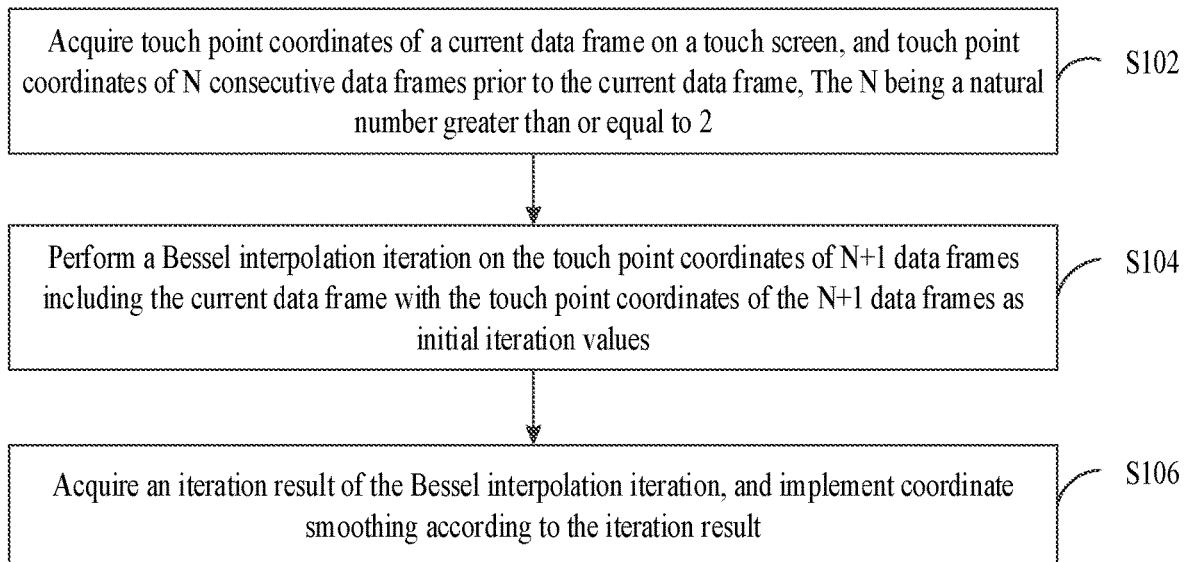 Acquire touch point coordinates of a current data frame on a touch screen, and touch point
coordinates of N consecutive data frames prior to the current data frame, The N being a natural
number greater than or equal to 2
S102
Perform a Bessel interpolation iteration on the touch point coordinates of N+1 data frames
including the current data frame with the touch point coordinates of the N+1 data frames as
initial iteration values
S104
Acquire an iteration result of the Bessel interpolation iteration, and implement coordinate
smoothing according to the iteration result
S106